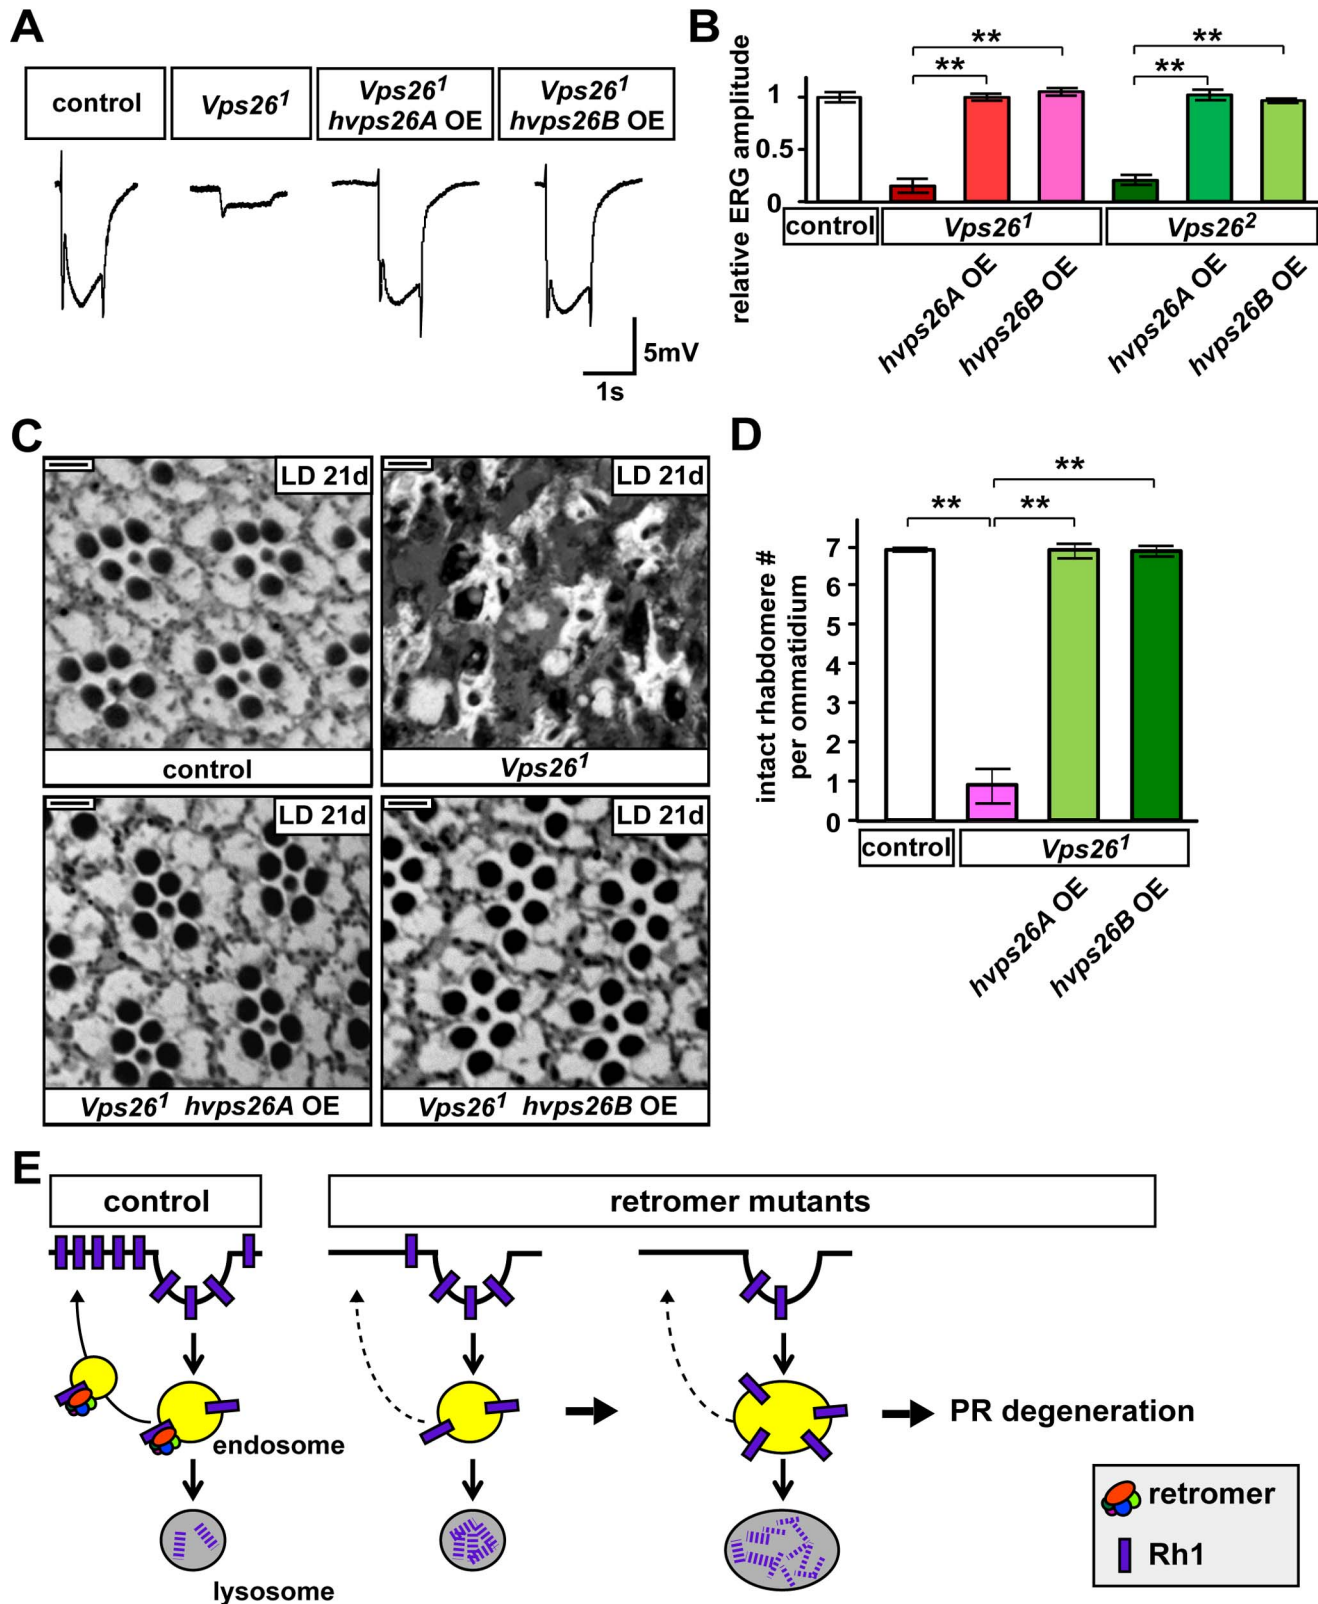 A
control
Vps26¹
Vps26¹
hvps26A OE
Vps26¹
hvps26B OE
5mV
1s
B
relative ERG amplitude
1
0.5
0
**
**
**
**
control
Vps26¹
Vps26²
hvps26A OE
hvps26B OE
hvps26A OE
hvps26B OE
C
LD 21d
control
LD 21d
Vps26¹
LD 21d
Vps26¹ hvps26A OE
LD 21d
Vps26¹ hvps26B OE
D
intact rhabdomere #
per ommatidium
7
6
5
4
3
2
1
0
**
**
**
control
Vps26¹
hvps26A OE
hvps26B OE
E
control
retromer mutants
endosome
lysosome
PR degeneration
retromer
Rh1